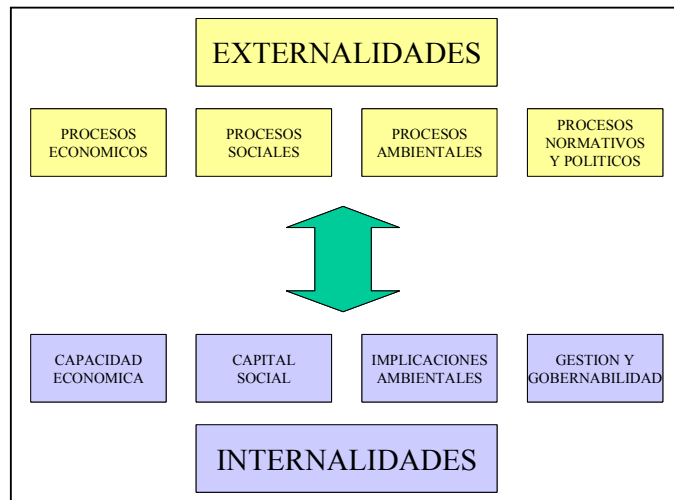 EXTERNALIDADES
PROCESOS
ECONOMICOS
PROCESOS
SOCIALES
PROCESOS
AMBIENTALES
PROCESOS
NORMATIVOS
Y POLITICOS
CAPACIDAD
ECONOMICA
CAPITAL
SOCIAL
IMPLICACIONES
AMBIENTALES
GESTION Y
GOBERNABILIDAD
INTERNALIDADES